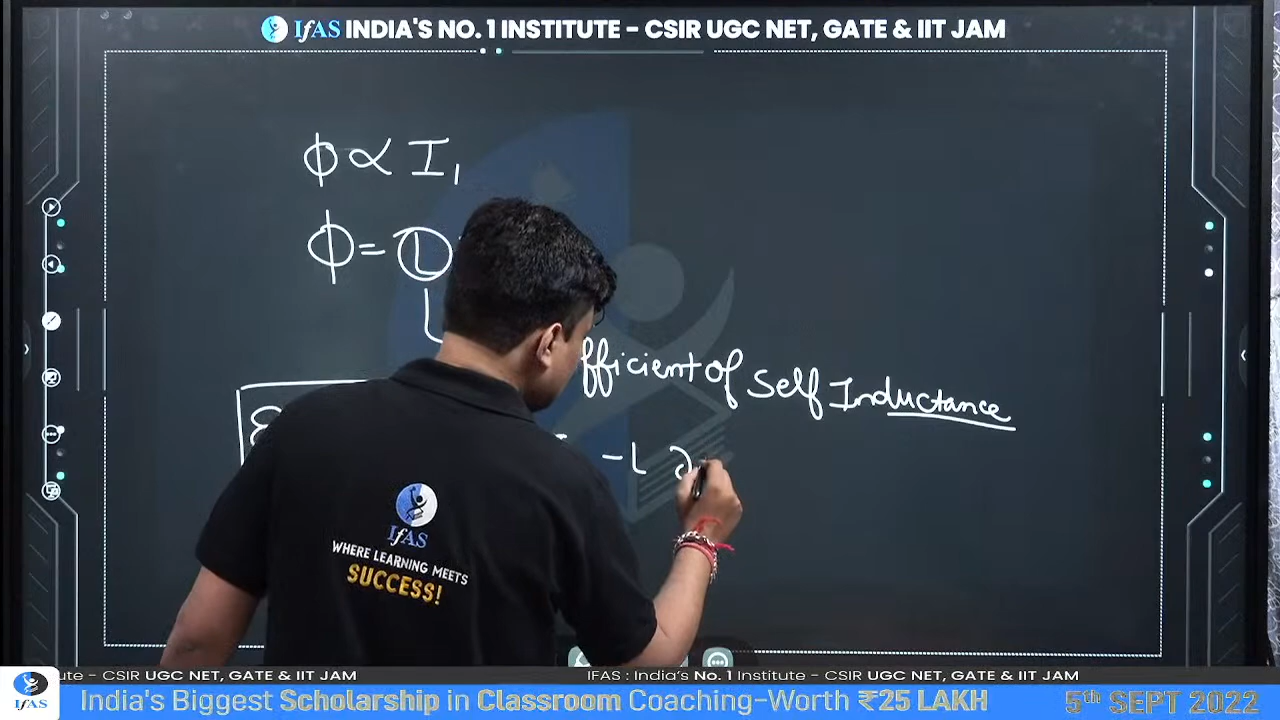 IFAS INDIA'S NO. 1 INSTITUTE - CSIR UGC NET, GATE & IIT JAM
ϕ ∝ I₁
ϕ = L
efficient of Self Inductance
ε
-L ∂
IFAS
WHERE LEARNING MEETS
SUCCESS!
ute - CSIR UGC NET, GATE & IIT JAM
IFAS : India's No. 1 Institute - CSIR UGC NET, GATE & IIT JAM
IFAS
India's Biggest Scholarship in Classroom Coaching-Worth ₹25 LAKH
5th SEPT 2022